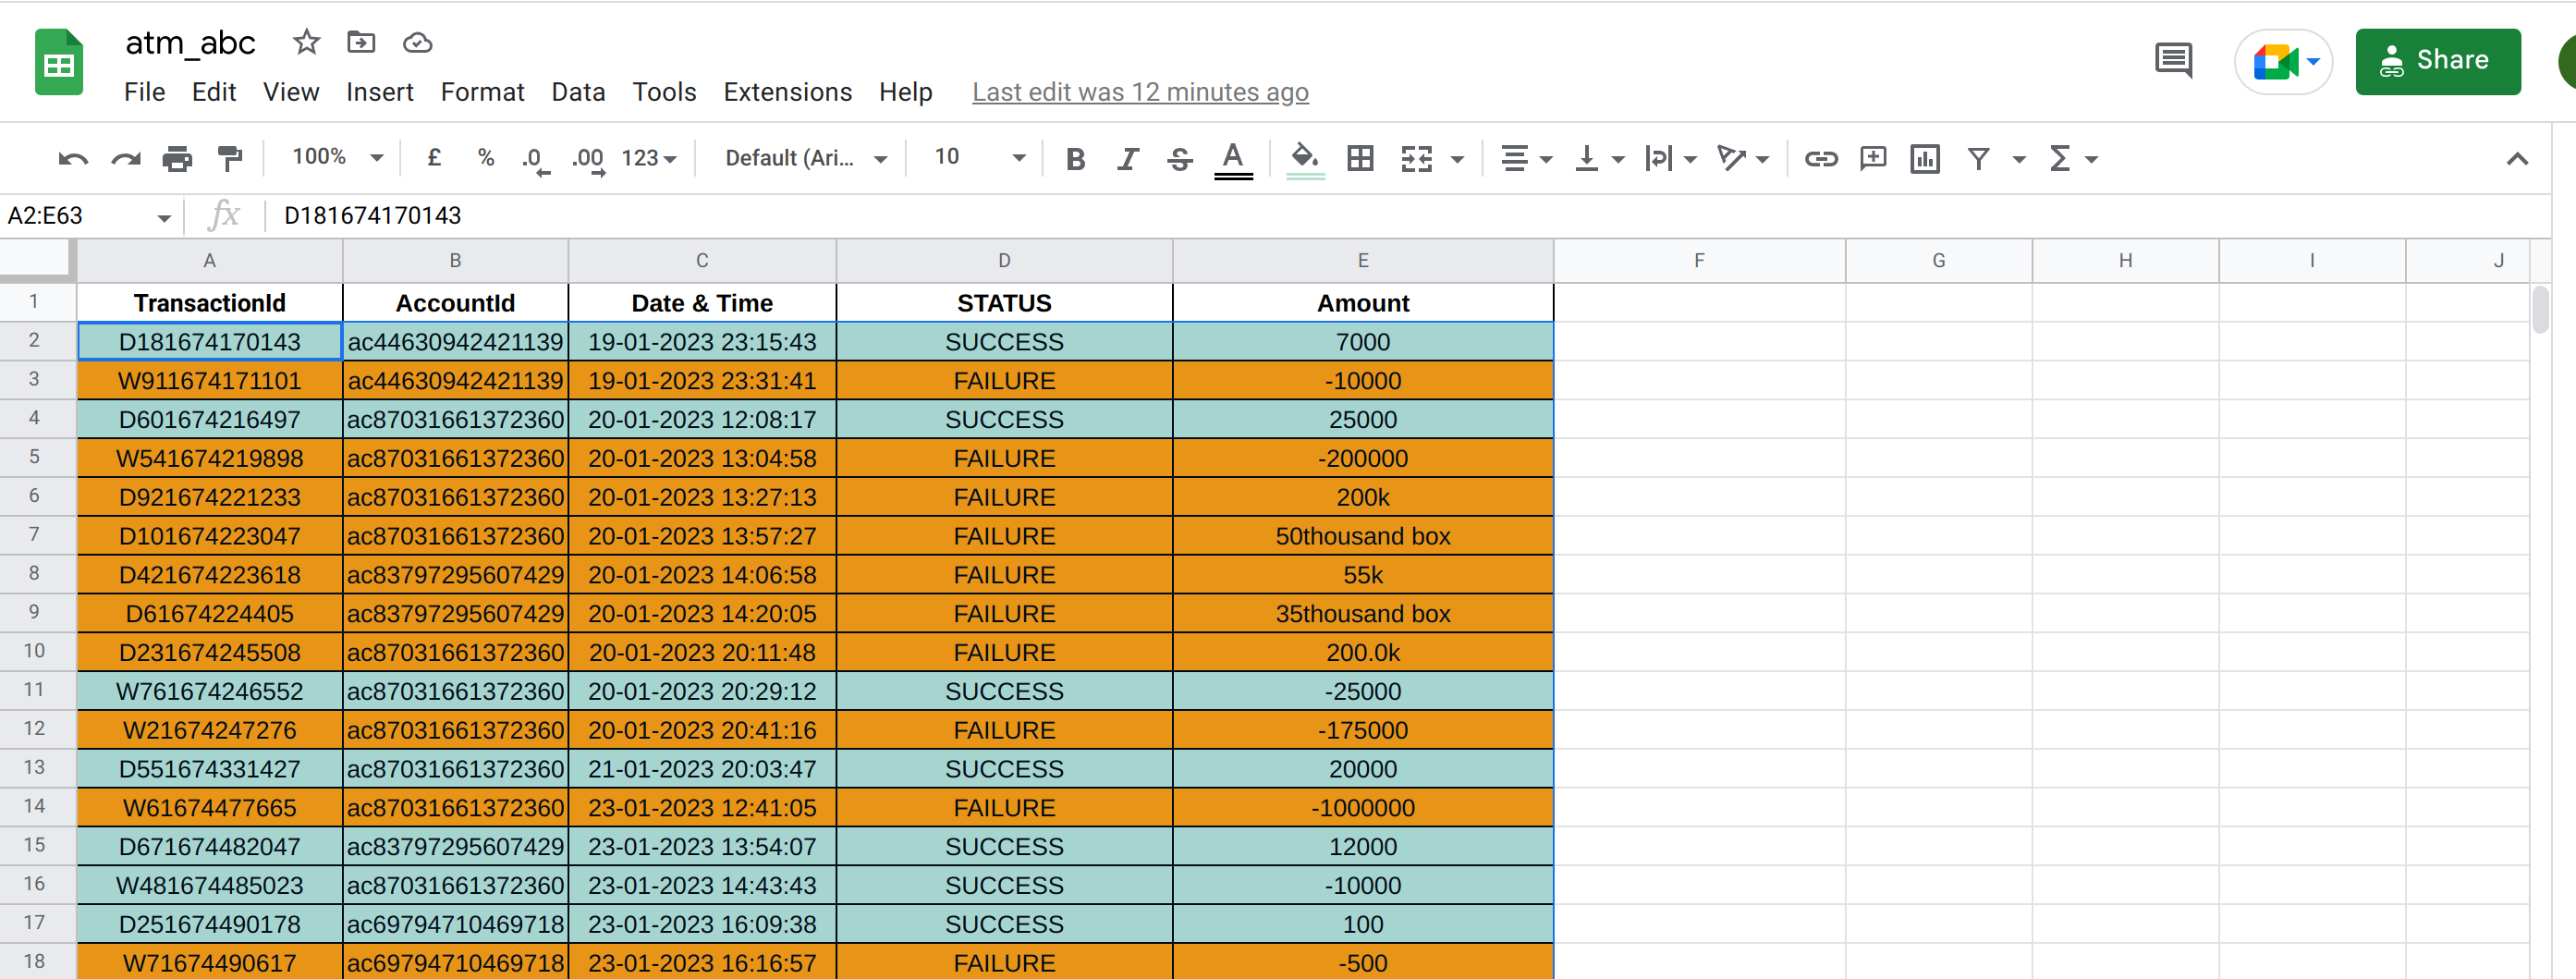 atm_abc
File Edit View Insert Format Data Tools Extensions Help Last edit was 12 minutes ago
Share
100% £ % .0 .00 123 Default (Ari... 10 B I S A
A2:E63 fx D181674170143
A B C D E F G H I J
1 TransactionId AccountId Date & Time STATUS Amount
2 D181674170143 ac44630942421139 19-01-2023 23:15:43 SUCCESS 7000
3 W911674171101 ac44630942421139 19-01-2023 23:31:41 FAILURE -10000
4 D601674216497 ac87031661372360 20-01-2023 12:08:17 SUCCESS 25000
5 W541674219898 ac87031661372360 20-01-2023 13:04:58 FAILURE -200000
6 D921674221233 ac87031661372360 20-01-2023 13:27:13 FAILURE 200k
7 D101674223047 ac87031661372360 20-01-2023 13:57:27 FAILURE 50thousand box
8 D421674223618 ac83797295607429 20-01-2023 14:06:58 FAILURE 55k
9 D61674224405 ac83797295607429 20-01-2023 14:20:05 FAILURE 35thousand box
10 D231674245508 ac87031661372360 20-01-2023 20:11:48 FAILURE 200.0k
11 W761674246552 ac87031661372360 20-01-2023 20:29:12 SUCCESS -25000
12 W21674247276 ac87031661372360 20-01-2023 20:41:16 FAILURE -175000
13 D551674331427 ac87031661372360 21-01-2023 20:03:47 SUCCESS 20000
14 W61674477665 ac87031661372360 23-01-2023 12:41:05 FAILURE -1000000
15 D671674482047 ac83797295607429 23-01-2023 13:54:07 SUCCESS 12000
16 W481674485023 ac87031661372360 23-01-2023 14:43:43 SUCCESS -10000
17 D251674490178 ac69794710469718 23-01-2023 16:09:38 SUCCESS 100
18 W71674490617 ac69794710469718 23-01-2023 16:16:57 FAILURE -500